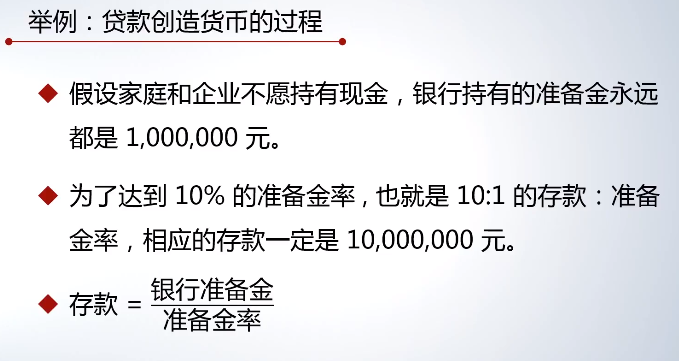 举例：贷款创造货币的过程
假设家庭和企业不愿持有现金，银行持有的准备金永远
都是 1,000,000 元。
为了达到 10% 的准备金率，也就是 10:1 的存款：准备
金率，相应的存款一定是 10,000,000 元。
存款 = 银行准备金
准备金率